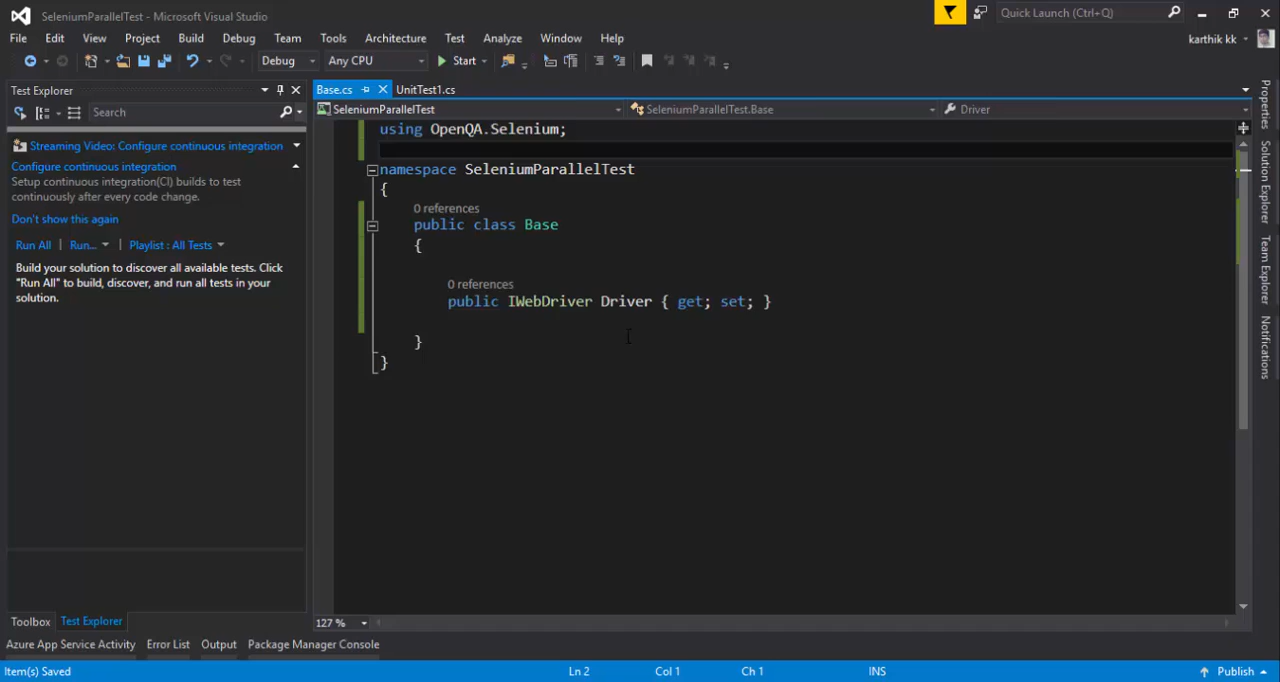 SeleniumParallelTest - Microsoft Visual Studio
Quick Launch (Ctrl+Q)
File Edit View Project Build Debug Team Tools Architecture Test Analyze Window Help
karthik kk
Debug Any CPU Start
Test Explorer
Search
Streaming Video: Configure continuous integration
Configure continuous integration
Setup continuous integration(CI) builds to test
continuously after every code change.
Don't show this again
Run All | Run... | Playlist : All Tests
Build your solution to discover all available tests. Click
"Run All" to build, discover, and run all tests in your
solution.
Base.cs UnitTest1.cs
SeleniumParallelTest SeleniumParallelTest.Base Driver
using OpenQA.Selenium;
namespace SeleniumParallelTest
{
0 references
public class Base
{
0 references
public IWebDriver Driver { get; set; }
}
}
127 %
Properties
Solution Explorer
Team Explorer
Notifications
Toolbox Test Explorer
Azure App Service Activity Error List Output Package Manager Console
Item(s) Saved Ln 2 Col 1 Ch 1 INS Publish